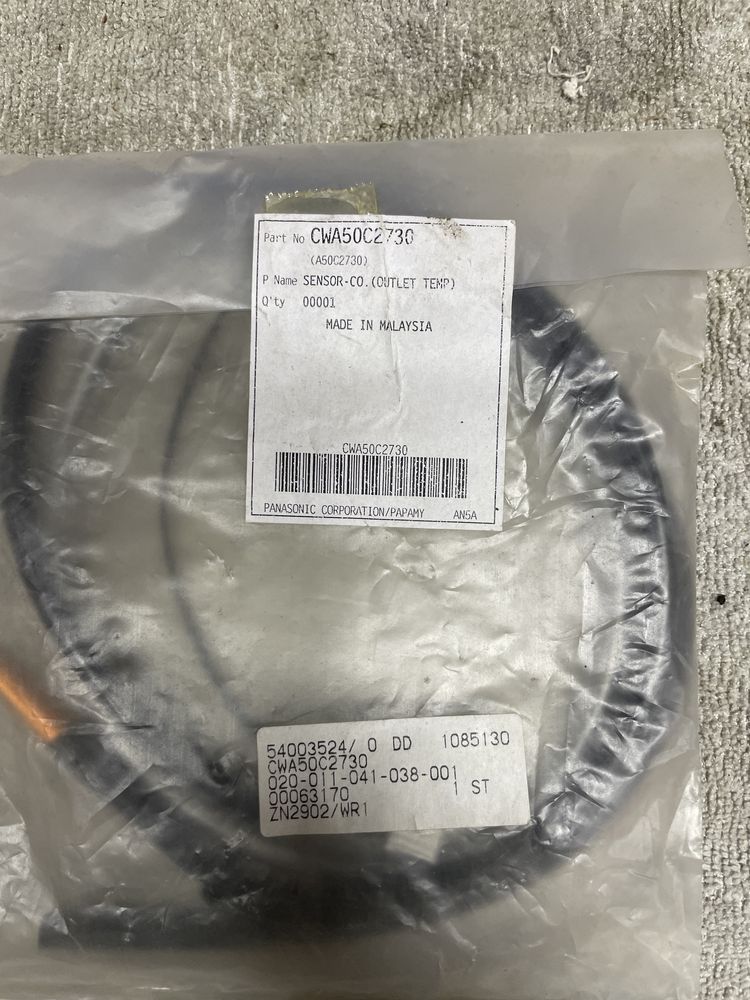 Part No CWA50C2730
(A50C2730)
P Name SENSOR-CO.(OUTLET TEMP)
Q'ty 00001
MADE IN MALAYSIA
CWA50C2730
PANASONIC CORPORATION/PAPAMY AN5A
54003524/ 0 DD 1085130
CWA50C2730
020-011-041-038-001
00063170 1 ST
ZN2902/WR1